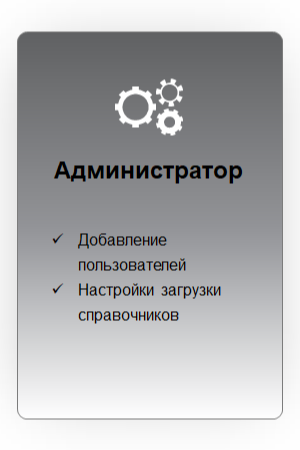 Администратор
✓ Добавление
пользователей
✓ Настройки загрузки
справочников